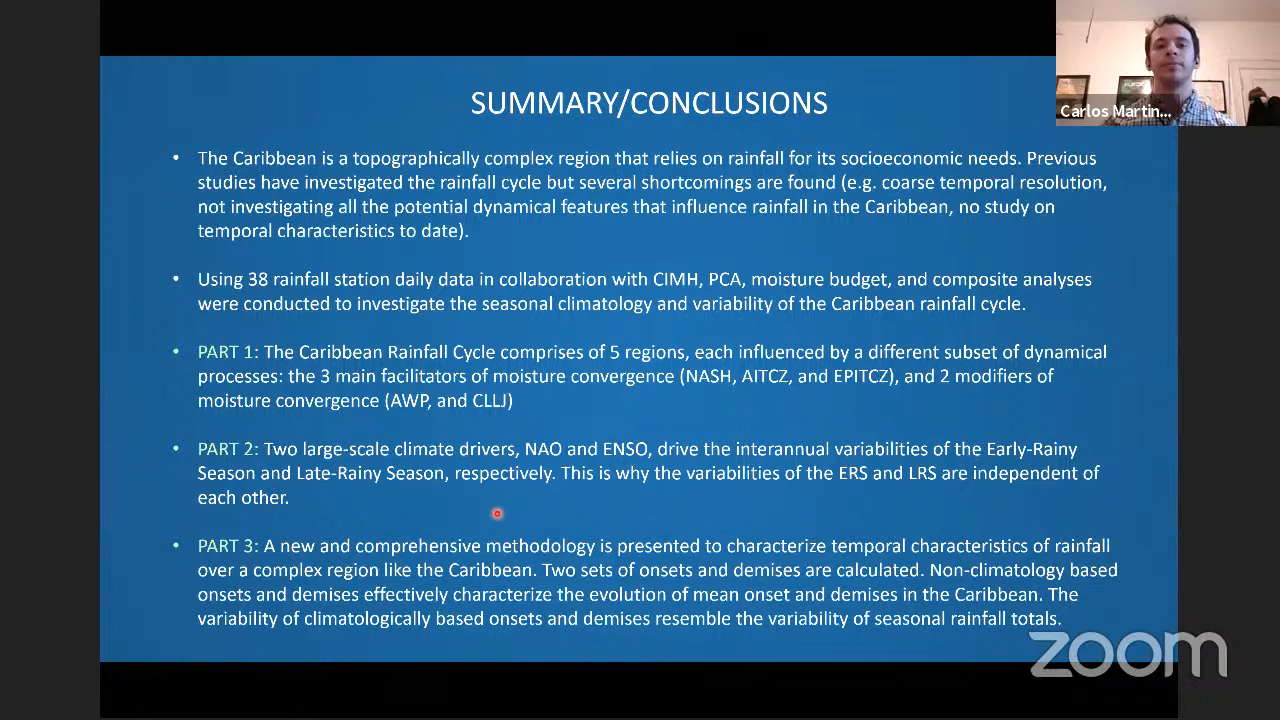 SUMMARY/CONCLUSIONS
Carlos Martin...
• The Caribbean is a topographically complex region that relies on rainfall for its socioeconomic needs. Previous
studies have investigated the rainfall cycle but several shortcomings are found (e.g. coarse temporal resolution,
not investigating all the potential dynamical features that influence rainfall in the Caribbean, no study on
temporal characteristics to date).
• Using 38 rainfall station daily data in collaboration with CIMH, PCA, moisture budget, and composite analyses
were conducted to investigate the seasonal climatology and variability of the Caribbean rainfall cycle.
• PART 1: The Caribbean Rainfall Cycle comprises of 5 regions, each influenced by a different subset of dynamical
processes: the 3 main facilitators of moisture convergence (NASH, AITCZ, and EPITCZ), and 2 modifiers of
moisture convergence (AWP, and CLLJ)
• PART 2: Two large-scale climate drivers, NAO and ENSO, drive the interannual variabilities of the Early-Rainy
Season and Late-Rainy Season, respectively. This is why the variabilities of the ERS and LRS are independent of
each other.
• PART 3: A new and comprehensive methodology is presented to characterize temporal characteristics of rainfall
over a complex region like the Caribbean. Two sets of onsets and demises are calculated. Non-climatology based
onsets and demises effectively characterize the evolution of mean onset and demises in the Caribbean. The
variability of climatologically based onsets and demises resemble the variability of seasonal rainfall totals.
zoom